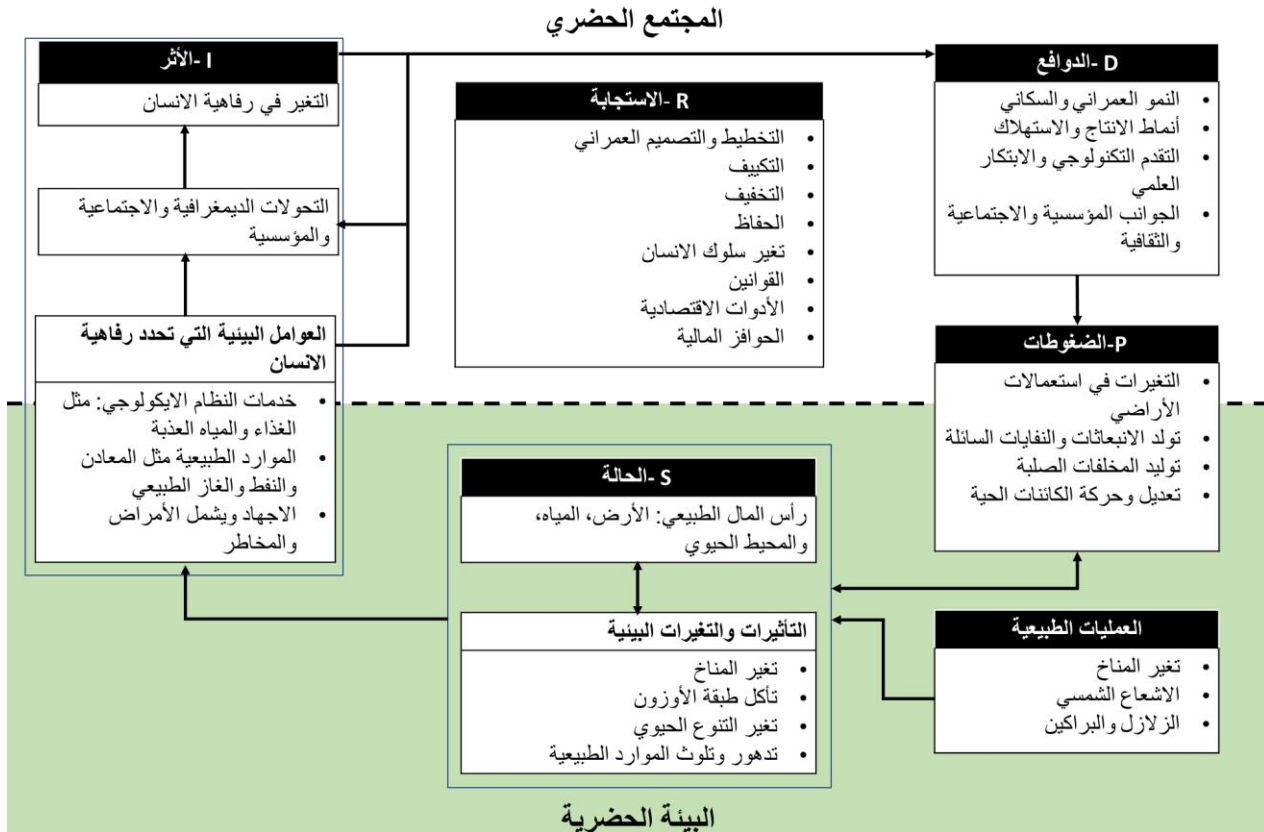 المجتمع الحضري
D -الدوافع
• النمو العمراني والسكاني
• أنماط الانتاج والاستهلاك
• التقدم التكنولوجي والابتكار
العلمي
• الجوانب المؤسسية والاجتماعية
والثقافية
P-الضغوطات
• التغيرات في استعمالات
الأراضي
• تولد الانبعاثات والنفايات السائلة
• توليد المخلفات الصلبة
• تعديل وحركة الكائنات الحية
العمليات الطبيعية
• تغير المناخ
• الاشعاع الشمسي
• الزلازل والبراكين
R -الاستجابة
• التخطيط والتصميم العمراني
• التكييف
• التخفيف
• الحفاظ
• تغير سلوك الانسان
• القوانين
• الأدوات الاقتصادية
• الحوافز المالية
S -الحالة
رأس المال الطبيعي: الأرض، المياه،
والمحيط الحيوي
التأثيرات والتغيرات البيئية
• تغير المناخ
• تأكل طبقة الأوزون
• تغير التنوع الحيوي
• تدهور وتلوث الموارد الطبيعية
I -الأثر
التغير في رفاهية الانسان
التحولات الديمغرافية والاجتماعية
والمؤسسية
العوامل البيئية التي تحدد رفاهية
الانسان
• خدمات النظام الايكولوجي: مثل
الغذاء والمياه العذبة
• الموارد الطبيعية مثل المعادن
والنفط والغاز الطبيعي
• الاجهاد ويشمل الأمراض
والمخاطر
البيئة الحضرية